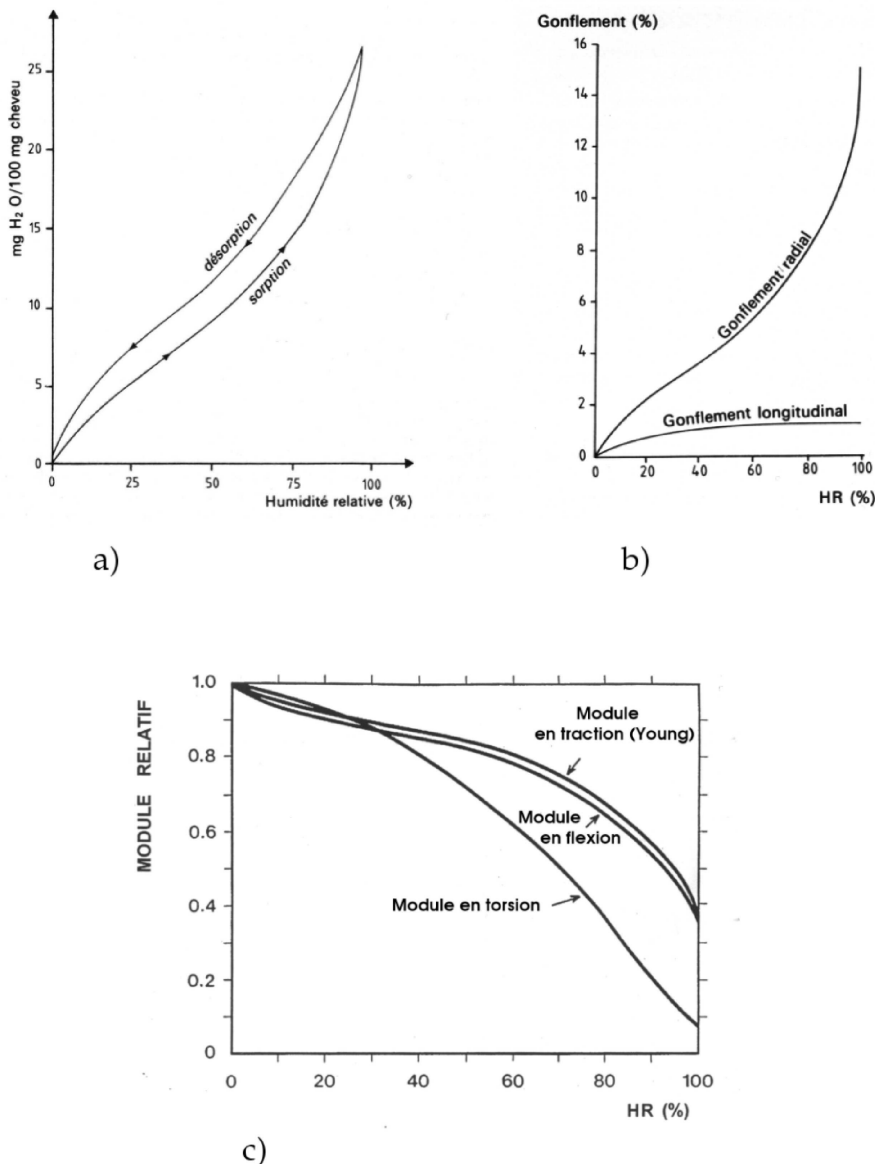 mg H₂ O/100 mg cheveu
25
20
15
10
5
0
désorption
sorption
0
25
50
75
100
Humidité relative (%)
a)
Gonflement (%)
16
14
12
10
8
6
4
2
0
Gonflement radial
Gonflement longitudinal
0
20
40
60
80
100
HR (%)
b)
MODULE RELATIF
1.0
0.8
0.6
0.4
0.2
0
Module
en traction (Young)
Module
en flexion
Module en torsion
0
20
40
60
80
100
HR (%)
c)